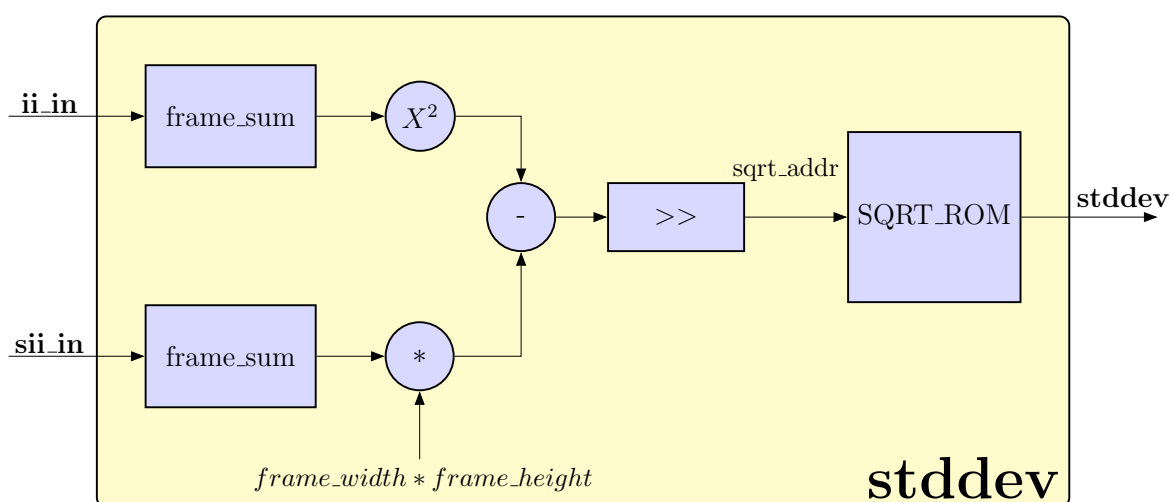 ii_in
frame_sum
X²
sqrt_addr
-
>>
SQRT_ROM
stddev
sii_in
frame_sum
*
frame_width * frame_height
stddev